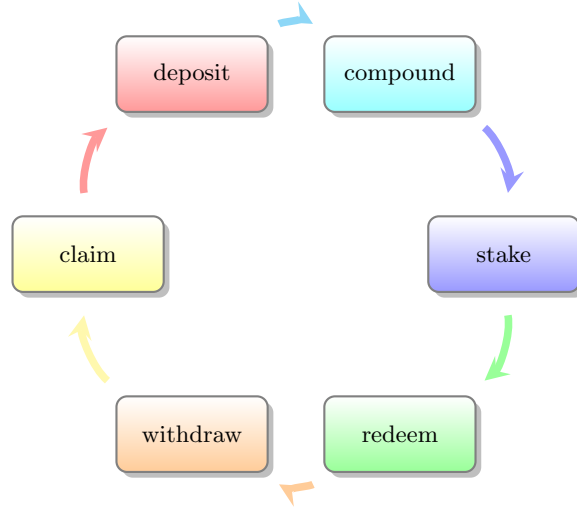 deposit
compound
stake
redeem
withdraw
claim